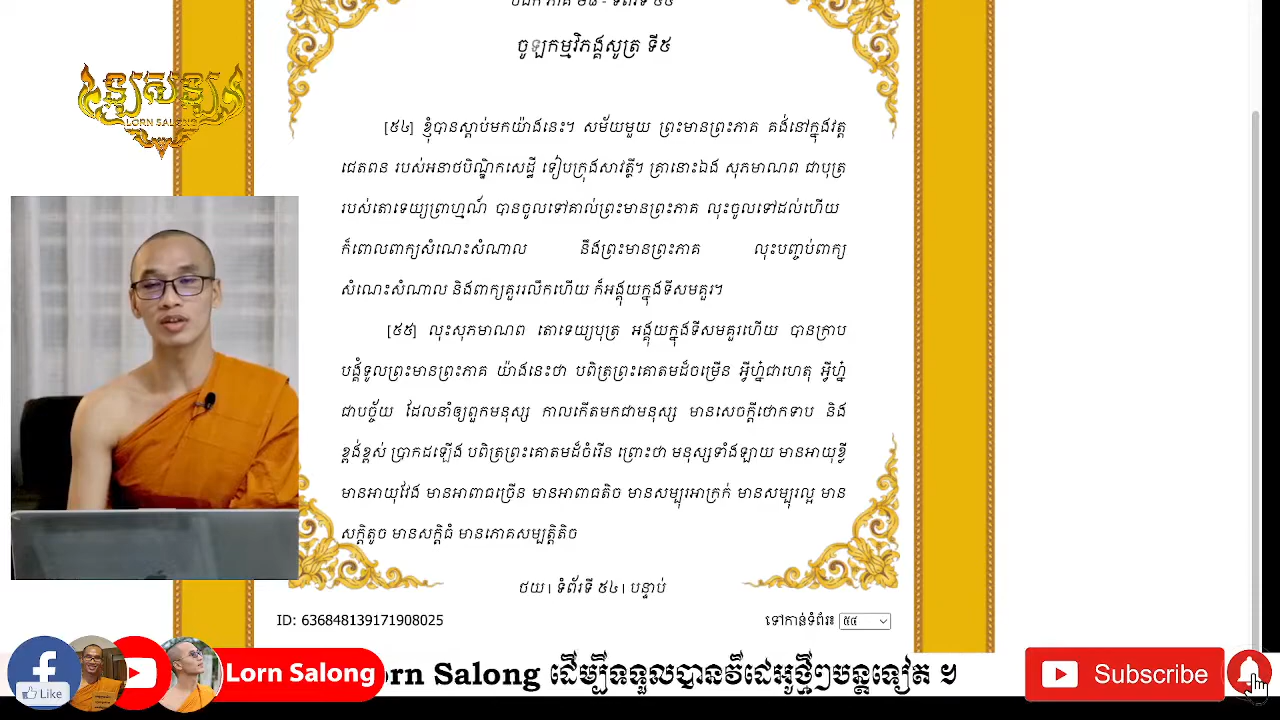 ចូឡកម្មវិភង្គសូត្រ ទី៥
[៥៤] ខ្ញុំបានស្តាប់មកយ៉ាងនេះ។ សម័យមួយ ព្រះមានព្រះភាគ គង់នៅក្នុងវត្ត
ជេតពន របស់អនាថបិណ្ឌិកសេដ្ឋី ទៀបក្រុងសាវត្ថី។ គ្រានោះឯង សុភមាណព ជាបុត្រ
របស់តោទេយ្យព្រាហ្មណ៍ បានចូលទៅគាល់ព្រះមានព្រះភាគ លុះចូលទៅដល់ហើយ
ក៏ពោលពាក្យសំណេះសំណាល នឹងព្រះមានព្រះភាគ លុះបញ្ចប់ពាក្យ
សំណេះសំណាល និងពាក្យគួររលឹកហើយ ក៏អង្គុយក្នុងទីសមគួរ។
[៥៥] លុះសុភមាណព តោទេយ្យបុត្រ អង្គុយក្នុងទីសមគួរហើយ បានក្រាប
បង្គំទូលព្រះមានព្រះភាគ យ៉ាងនេះថា បពិត្រព្រះគោតមដ៏ចម្រើន អ្វីហ្ន៎ជាហេតុ អ្វីហ្ន៎
ជាបច្ច័យ ដែលនាំឲ្យពួកមនុស្ស កាលកើតមកជាមនុស្ស មានសេចក្តីថោកទាប និង
ខ្ពង់ខ្ពស់ ប្រាកដឡើង បពិត្រព្រះគោតមដ៏ចំរើន ព្រោះថា មនុស្សទាំងឡាយ មានអាយុខ្លី
មានអាយុវែង មានអាពាធច្រើន មានអាពាធតិច មានសម្បុរអាក្រក់ មានសម្បុរល្អ មាន
សក្តិតូច មានសក្តិធំ មានភោគសម្បត្តិតិច
ថយ | ទំព័រទី ៥៤ | បន្ទាប់
ID: 636848139171908025
ទៅកាន់ទំព័រ៖ ៥៤
LORN SALONG
Like
Lorn Salong
orn Salong ដើម្បីទទួលបានវីដេអូថ្មីៗបន្តទៀត ។
Subscribe